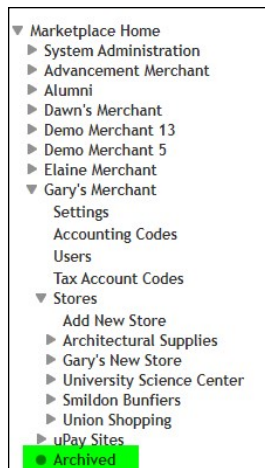 Marketplace Home
System Administration
Advancement Merchant
Alumni
Dawn's Merchant
Demo Merchant 13
Demo Merchant 5
Elaine Merchant
Gary's Merchant
Settings
Accounting Codes
Users
Tax Account Codes
Stores
Add New Store
Architectural Supplies
Gary's New Store
University Science Center
Smildon Bunfiers
Union Shopping
uPay Sites
Archived